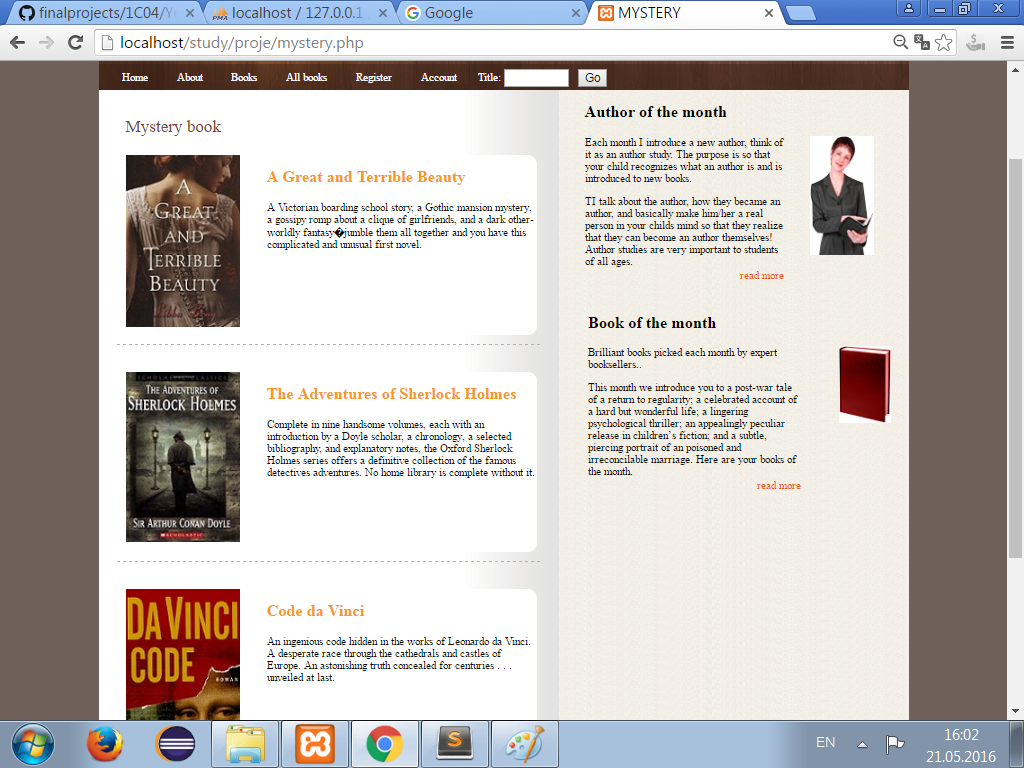 finalprojects/1C04/Y
localhost / 127.0.0.1
Google
MYSTERY
localhost/study/proje/mystery.php
Home About Books All books Register Account Title: Go
Mystery book
A
GREAT
AND
TERRIBLE
BEAUTY
Libba Bray
A Great and Terrible Beauty
A Victorian boarding school story, a Gothic mansion mystery,
a gossipy romp about a clique of girlfriends, and a dark other-
worldly fantasy�jumble them all together and you have this
complicated and unusual first novel.
THE ADVENTURES OF
SHERLOCK HOLMES
SIR ARTHUR CONAN DOYLE
SCHOLASTIC
The Adventures of Sherlock Holmes
Complete in nine handsome volumes, each with an
introduction by a Doyle scholar, a chronology, a selected
bibliography, and explanatory notes, the Oxford Sherlock
Holmes series offers a definitive collection of the famous
detectives adventures. No home library is complete without it.
DA VINCI
CODE
ROMAN
Code da Vinci
An ingenious code hidden in the works of Leonardo da Vinci.
A desperate race through the cathedrals and castles of
Europe. An astonishing truth concealed for centuries . . .
unveiled at last.
Author of the month
Each month I introduce a new author, think of
it as an author study. The purpose is so that
your child recognizes what an author is and is
introduced to new books.
TI talk about the author, how they became an
author, and basically make him/her a real
person in your childs mind so that they realize
that they can become an author themselves!
Author studies are very important to students
of all ages.
read more
Book of the month
Brilliant books picked each month by expert
booksellers..
This month we introduce you to a post-war tale
of a return to regularity; a celebrated account of
a hard but wonderful life; a lingering
psychological thriller; an appealingly peculiar
release in children’s fiction; and a subtle,
piercing portrait of an poisoned and
irreconcilable marriage. Here are your books of
the month.
read more
EN
16:02
21.05.2016